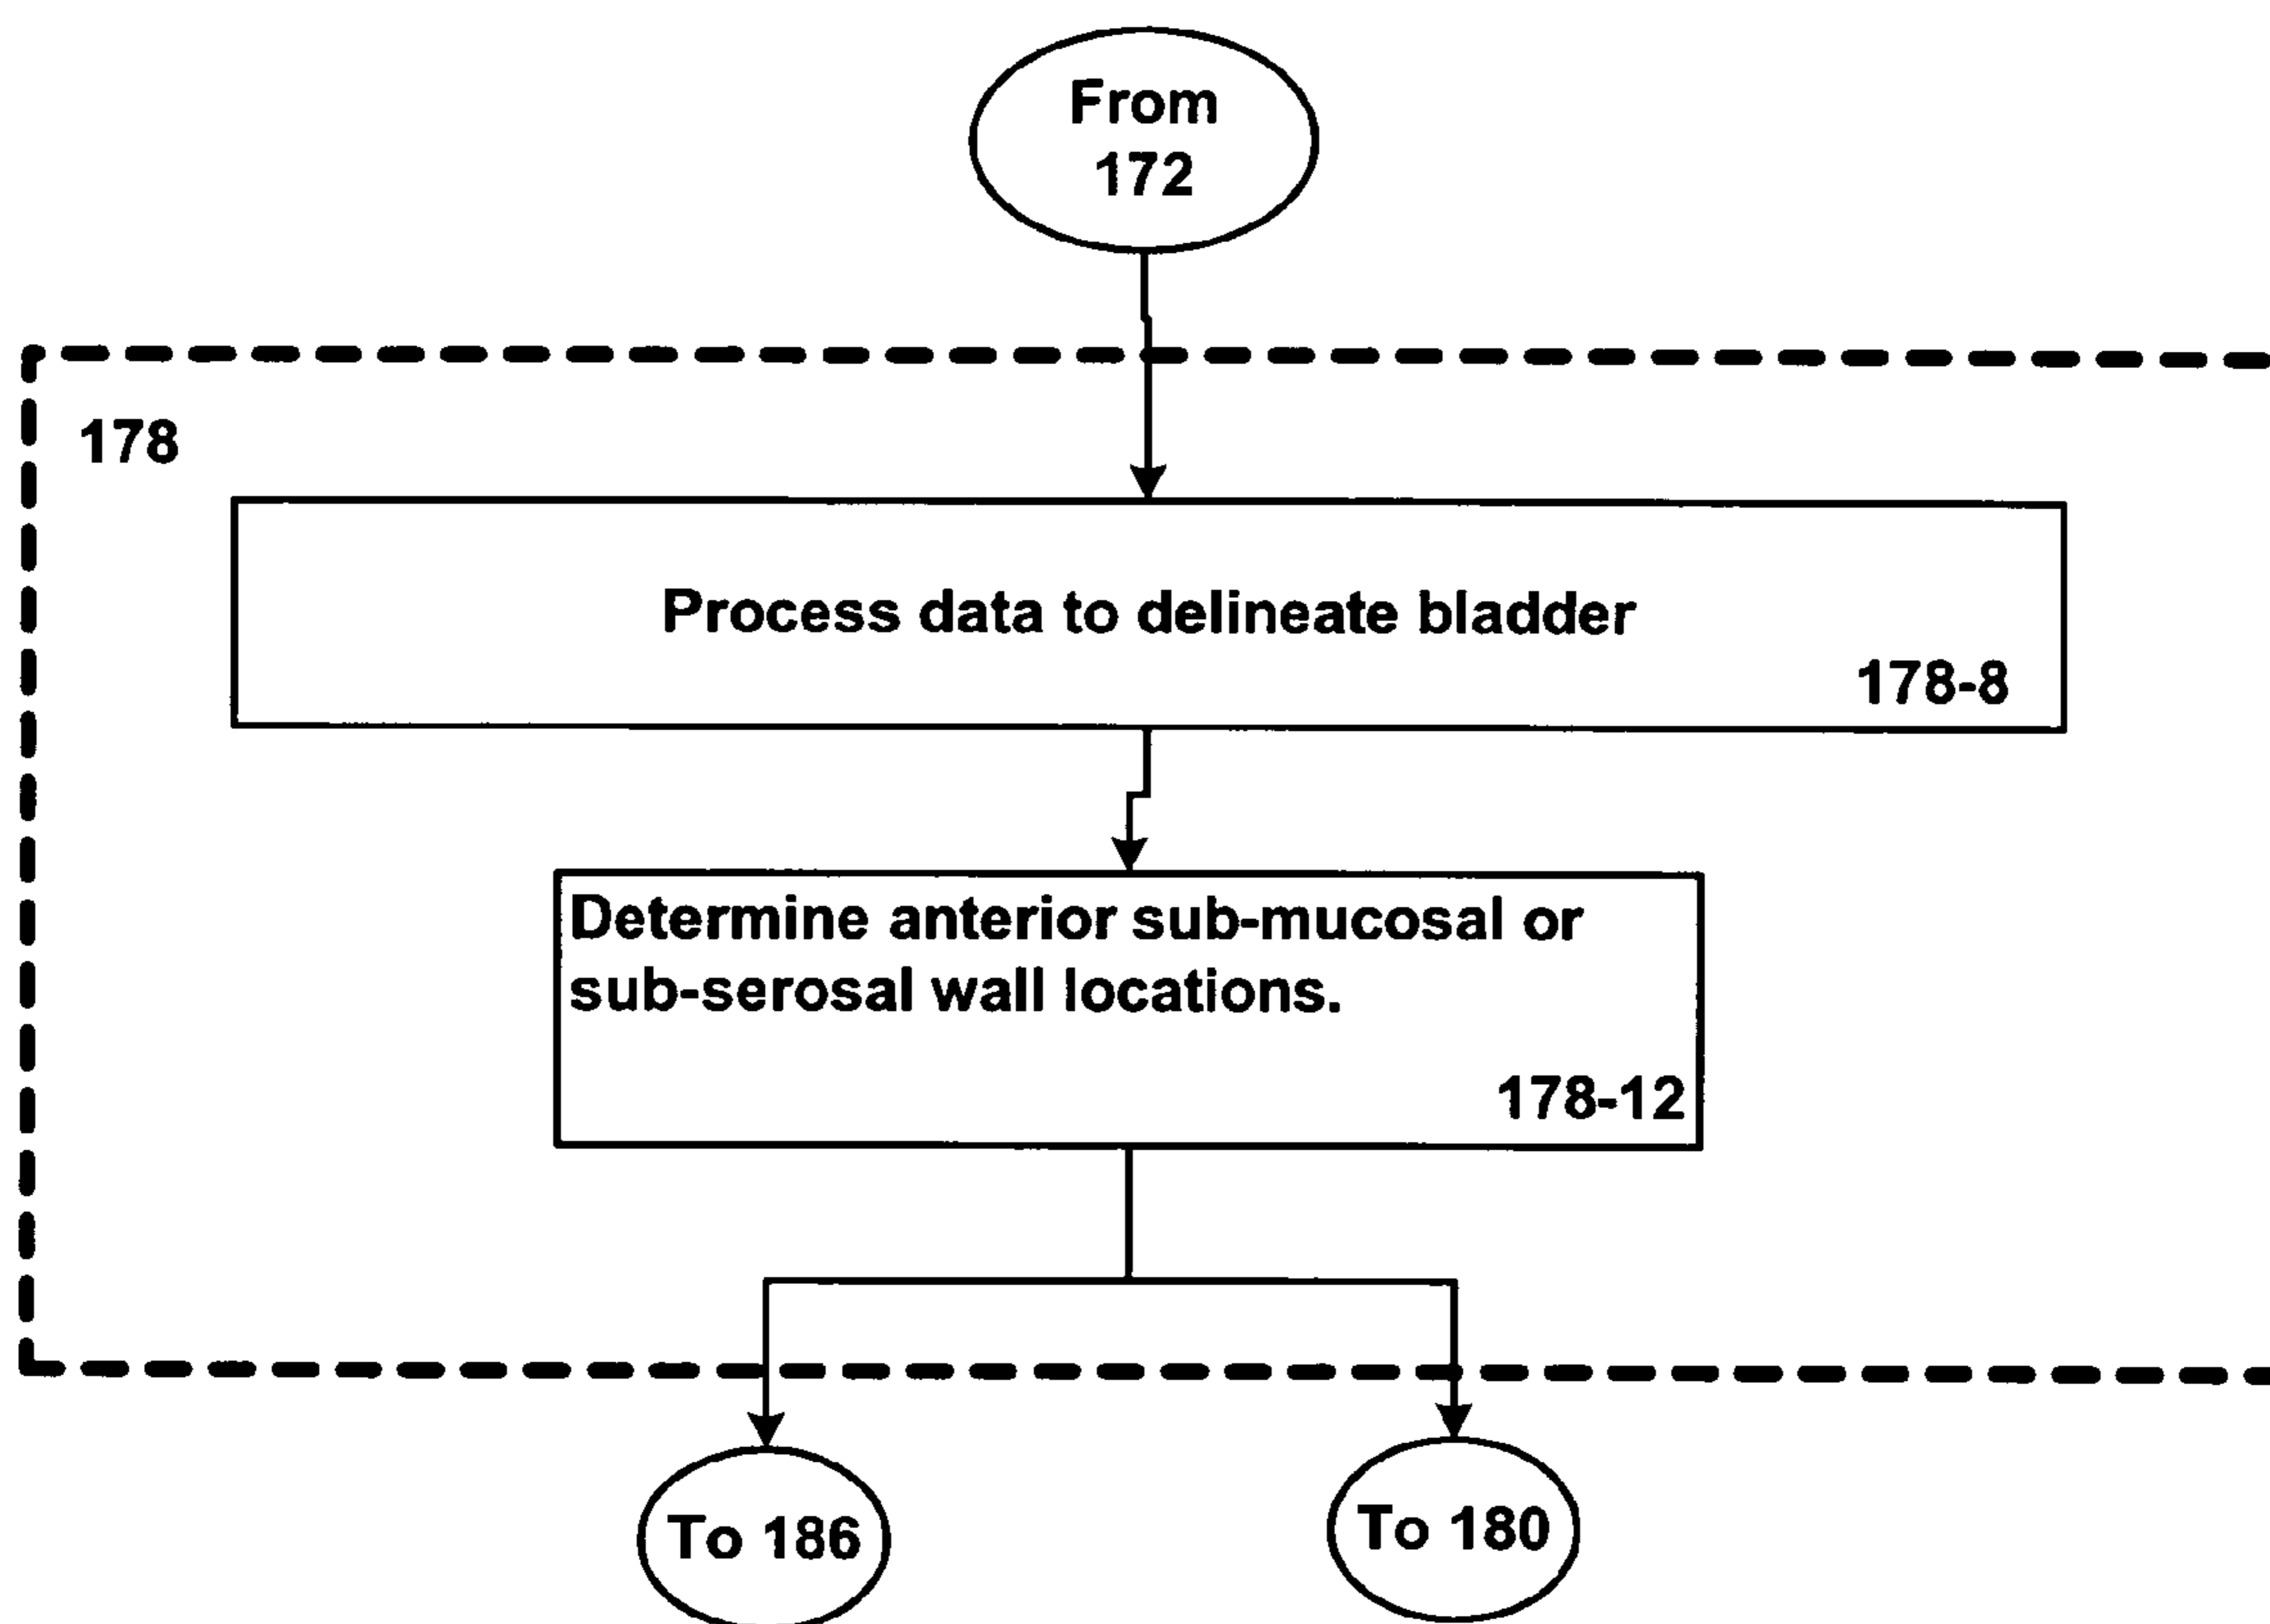 From
172
178
Process data to delineate bladder
178-8
Determine anterior sub-mucosal or
sub-serosal wall locations.
178-12
To 186
To 180